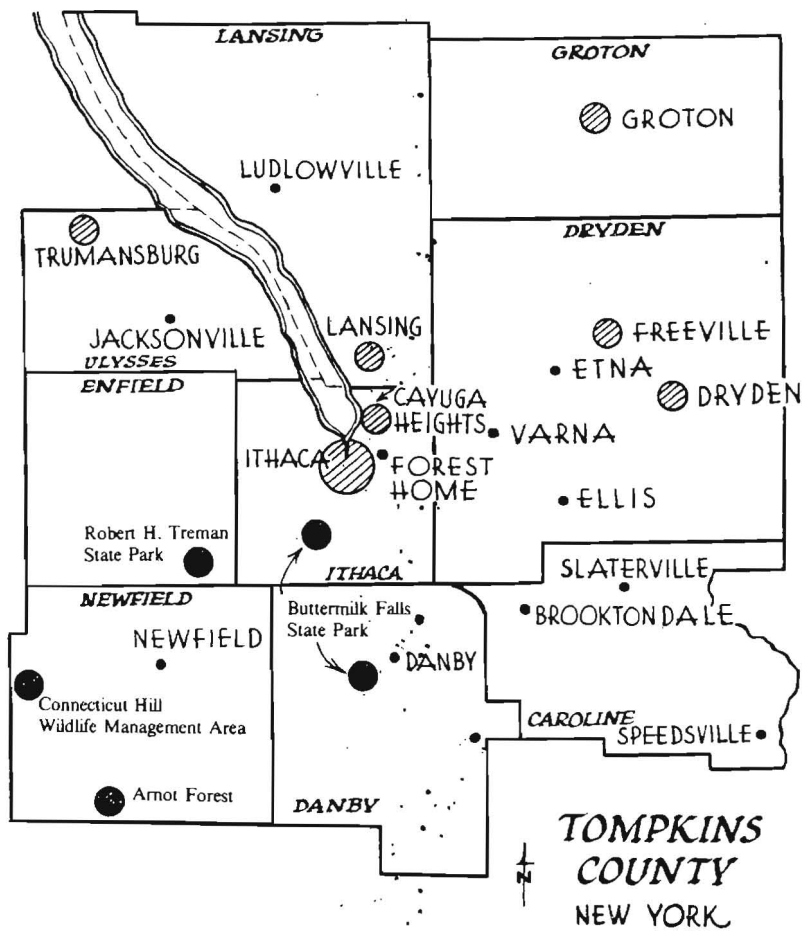 LANSING
GROTON
GROTON
LUDLOWVILLE
TRUMANSBURG
DRYDEN
JACKSONVILLE
LANSING
FREEVILLE
ULYSSES
ETNA
ENFIELD
CAYUGA
HEIGHTS
DRYDEN
VARNA
ITHACA
FOREST
HOME
ELLIS
Robert H. Treman
State Park
ITHACA
SLATERVILLE
NEWFIELD
Buttermilk Falls
State Park
BROOKTONDALE
NEWFIELD
DANBY
Connecticut Hill
Wildlife Management Area
CAROLINE
SPEEDSVILLE
Arnot Forest
DANBY
TOMPKINS
COUNTY
NEW YORK
N